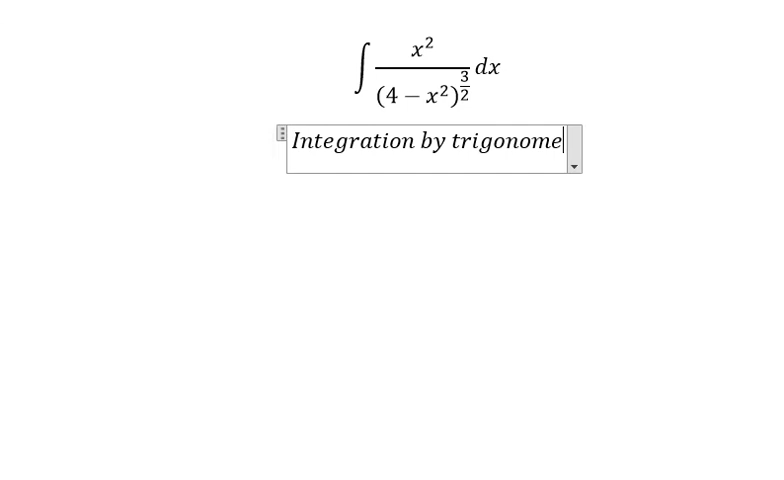 ∫ x² / (4 − x²)^(3/2) dx
Integration by trigonome